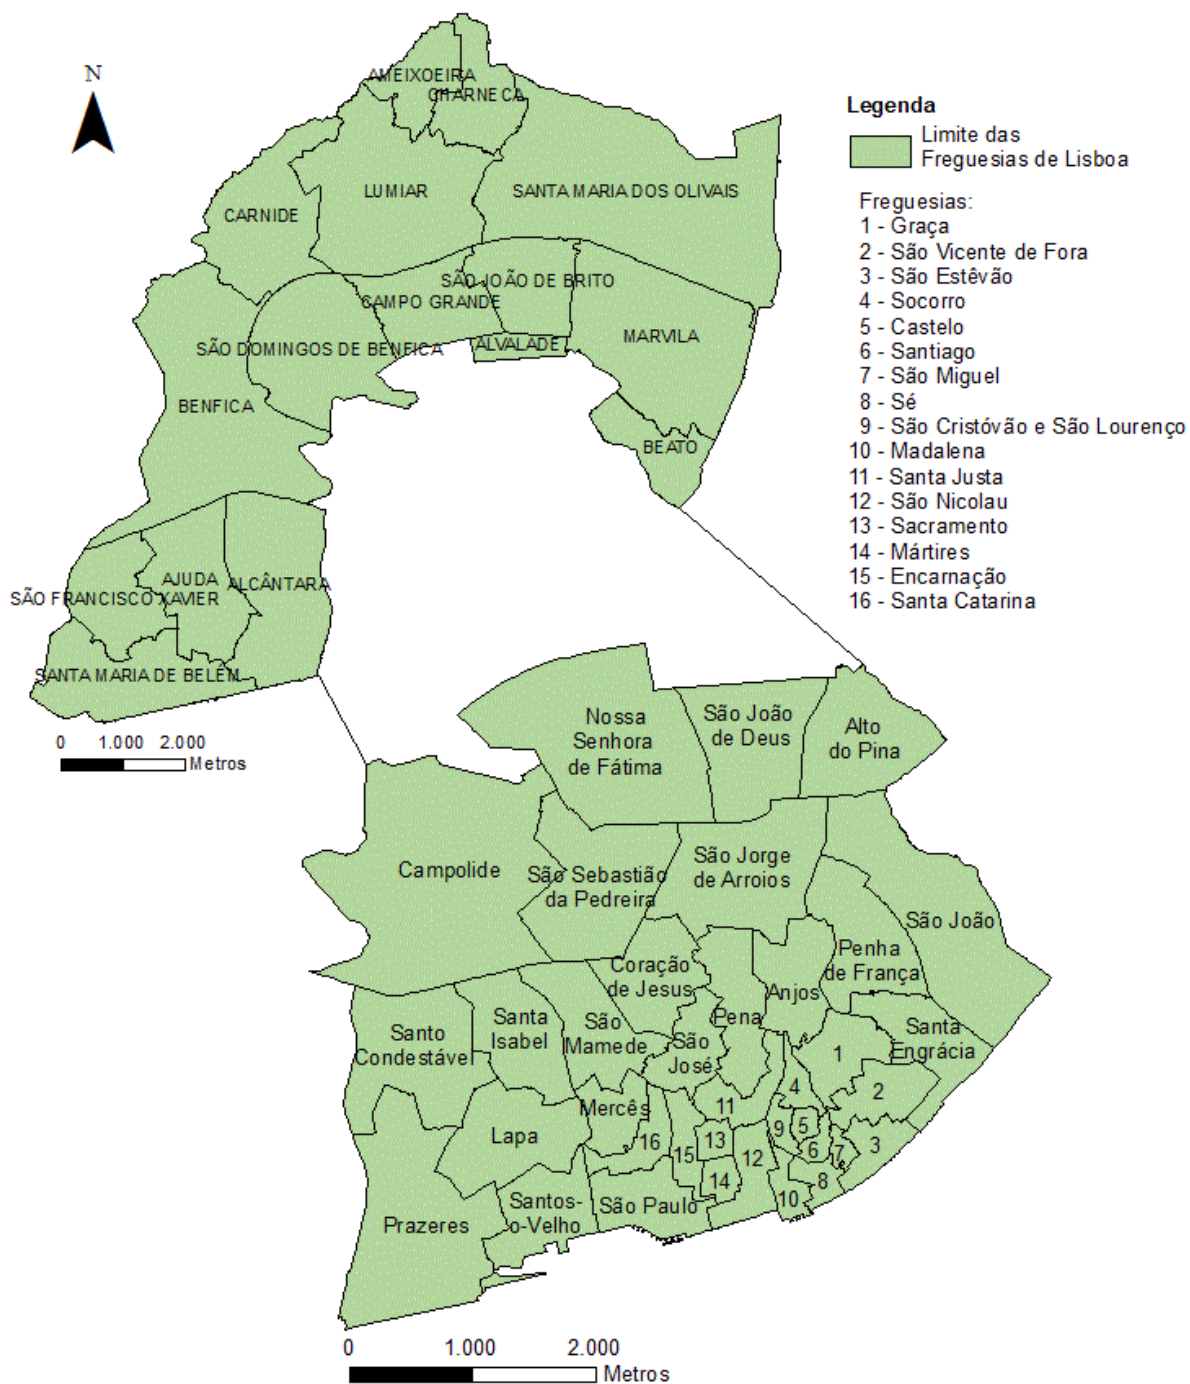 N
AMEIXOEIRA
CHARNECA
LUMIAR
SANTA MARIA DOS OLIVAIS
CARNIDE
SÃO JOÃO DE BRITO
CAMPO GRANDE
SÃO DOMINGOS DE BENFICA
ALVALADE
MARVILA
BENFICA
BEATO
AJUDA
ALCÂNTARA
SÃO FRANCISCO XAVIER
SANTA MARIA DE BELÉM
0 1.000 2.000
Metros
Legenda
Limite das
Freguesias de Lisboa
Freguesias:
1 - Graça
2 - São Vicente de Fora
3 - São Estêvão
4 - Socorro
5 - Castelo
6 - Santiago
7 - São Miguel
8 - Sé
9 - São Cristóvão e São Lourenço
10 - Madalena
11 - Santa Justa
12 - São Nicolau
13 - Sacramento
14 - Mártires
15 - Encarnação
16 - Santa Catarina
Nossa
Senhora
de Fátima
São João
de Deus
Alto
do Pina
Campolide
São Sebastião
da Pedreira
São Jorge
de Arroios
São João
Penha
de França
Coração
de Jesus
Pena
Anjos
Santo
Condestável
Santa
Isabel
São
Mamede
São
José
Santa
Engrácia
1
2
4
11
Mercês
16
15
13
9
5
6
7
3
Lapa
12
14
8
10
Prazeres
Santos-
o-Velho
São Paulo
0 1.000 2.000
Metros